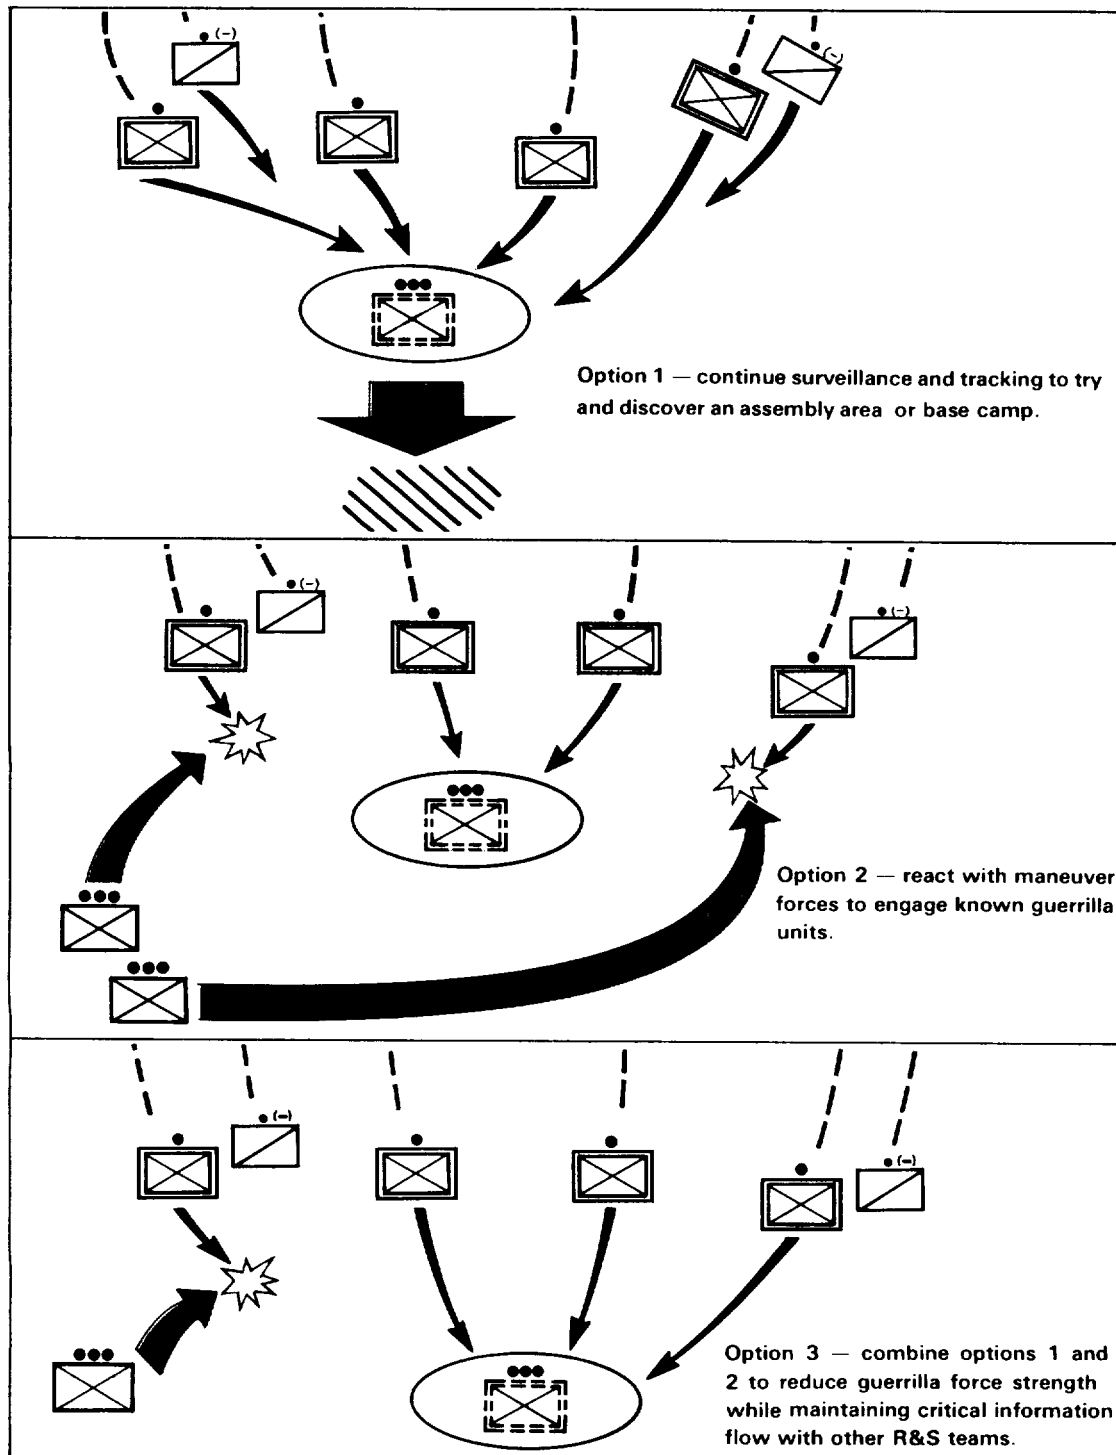 (-)
(-)
Option 1 — continue surveillance and tracking to try
and discover an assembly area or base camp.
(-)
(-)
Option 2 — react with maneuver
forces to engage known guerrilla
units.
(-)
(-)
Option 3 — combine options 1 and
2 to reduce guerrilla force strength
while maintaining critical information
flow with other R&S teams.